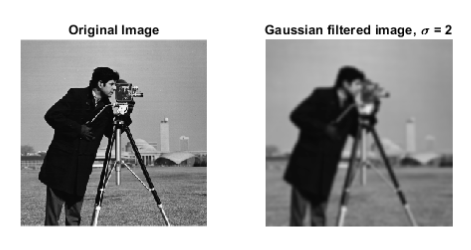 Original Image
Gaussian filtered image, σ = 2